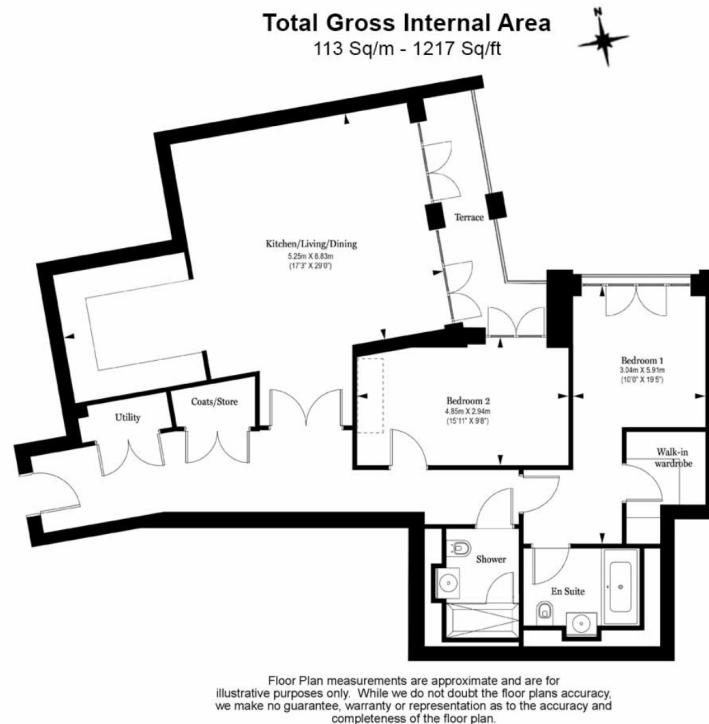 Total Gross Internal Area
113 Sq/m - 1217 Sq/ft
N
Kitchen/Living/Dining
5.25m X 8.83m
(17'3" X 29'0")
Terrace
Bedroom 1
3.04m x 5.91m
(10'0" X 19'5")
Bedroom 2
4.85m X 2.94m
(15'11" X 9'8")
Utility
Coats/Store
Walk-in
wardrobe
Shower
En Suite
Floor Plan measurements are approximate and are for
illustrative purposes only. While we do not doubt the floor plans accuracy,
we make no guarantee, warranty or representation as to the accuracy and
completeness of the floor plan.